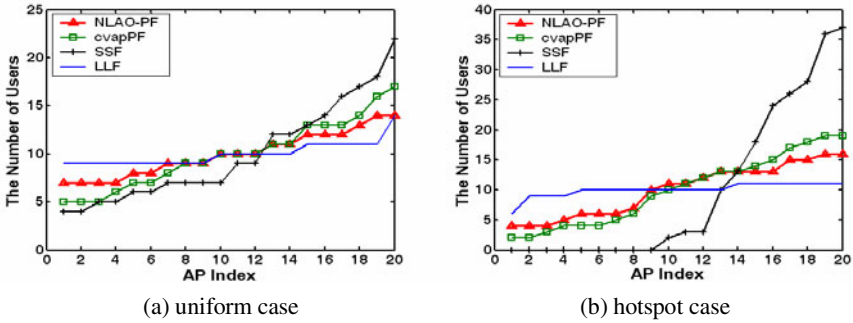 NLAO-PF
cvapPF
SSF
LLF
The Number of Users
25
20
15
10
5
0
0 2 4 6 8 10 12 14 16 18 20
AP Index
(a) uniform case
NLAO-PF
cvapPF
SSF
LLF
The Number of Users
40
35
30
25
20
15
10
5
0
0 2 4 6 8 10 12 14 16 18 20
AP Index
(b) hotspot case